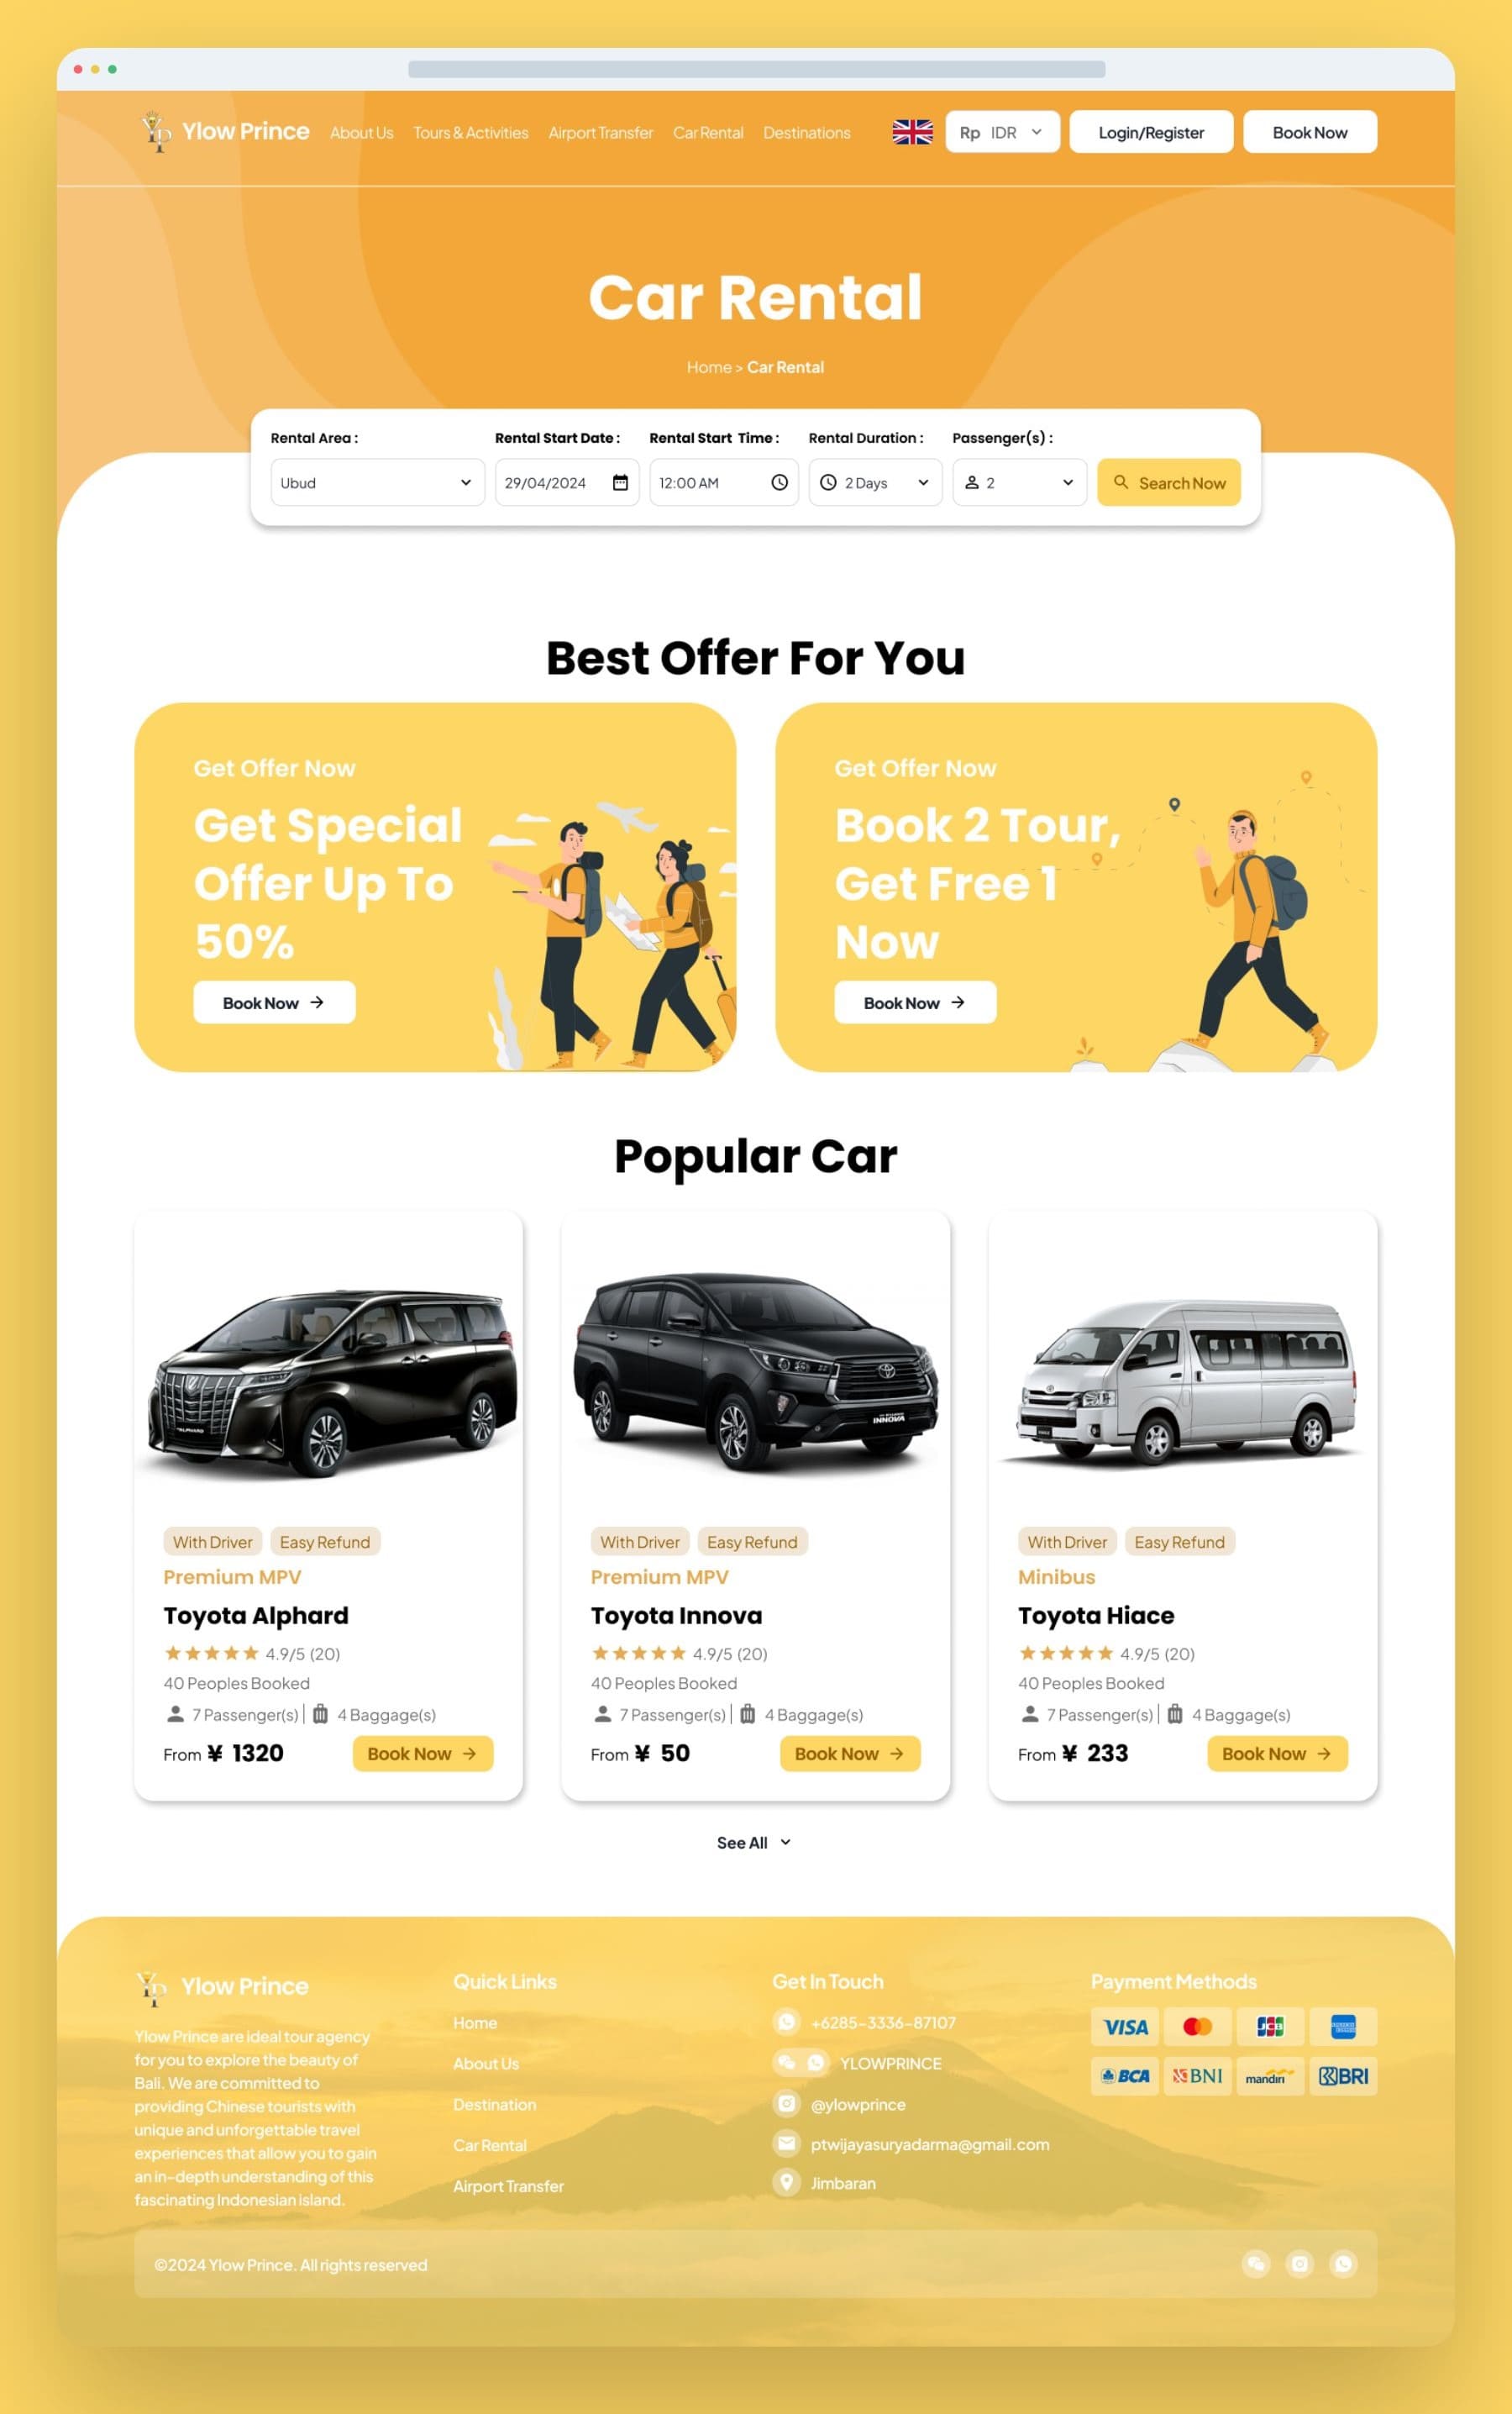 Ylow Prince About Us Tours & Activities Airport Transfer Car Rental Destinations Rp IDR Login/Register Book Now
Car Rental
Home > Car Rental
Rental Area : Rental Start Date : Rental Start Time : Rental Duration : Passenger(s) :
Ubud 29/04/2024 12:00 AM 2 Days 2 Search Now
Best Offer For You
Get Offer Now
Get Special
Offer Up To
50%
Book Now
Get Offer Now
Book 2 Tour,
Get Free 1
Now
Book Now
Popular Car
ALPHARD
With Driver Easy Refund
Premium MPV
Toyota Alphard
4.9/5 (20)
40 Peoples Booked
7 Passenger(s) | 4 Baggage(s)
From ¥ 1320 Book Now
INNOVA
With Driver Easy Refund
Premium MPV
Toyota Innova
4.9/5 (20)
40 Peoples Booked
7 Passenger(s) | 4 Baggage(s)
From ¥ 50 Book Now
With Driver Easy Refund
Minibus
Toyota Hiace
4.9/5 (20)
40 Peoples Booked
7 Passenger(s) | 4 Baggage(s)
From ¥ 233 Book Now
See All
Ylow Prince
Ylow Prince are ideal tour agency
for you to explore the beauty of
Bali. We are committed to
providing Chinese tourists with
unique and unforgettable travel
experiences that allow you to gain
an in-depth understanding of this
fascinating Indonesian island.
Quick Links
Home
About Us
Destination
Car Rental
Airport Transfer
Get In Touch
+6285-3336-87107
YLOWPRINCE
@ylowprince
ptwijayasuryadarma@gmail.com
Jimbaran
Payment Methods
VISA JCB
BCA BNI mandiri BRI
©2024 Ylow Prince. All rights reserved